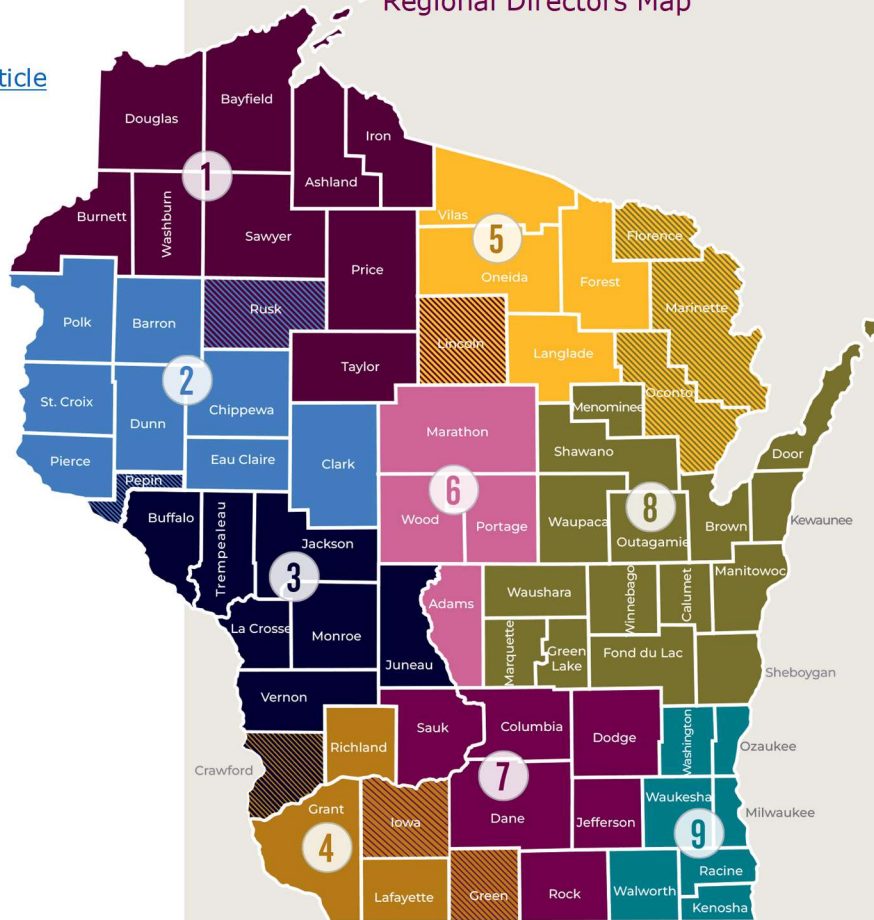 Regional Directors Map
ticle
Douglas
Bayfield
Iron
Ashland
1
Burnett
Washburn
Sawyer
Price
Vilas
5
Oneida
Florence
Forest
Marinette
Polk
Barron
Rusk
Lincoln
Langlade
Oconto
Taylor
2
St. Croix
Dunn
Chippewa
Menominee
Marathon
Shawano
Door
Pierce
Eau Claire
Clark
Pepin
6
8
Buffalo
Trempealeau
Wood
Portage
Waupaca
Outagamie
Brown
Kewaunee
Jackson
3
Manitowoc
Adams
Waushara
Winnebago
Calumet
La Crosse
Monroe
Juneau
Marquette
Green
Lake
Fond du Lac
Sheboygan
Vernon
Sauk
Columbia
Dodge
Washington
Ozaukee
Richland
Crawford
7
Waukesha
Milwaukee
Grant
Iowa
Dane
Jefferson
9
4
Racine
Lafayette
Green
Rock
Walworth
Kenosha